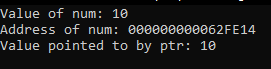 Value of num: 10
Address of num: 000000000062FE14
Value pointed to by ptr: 10